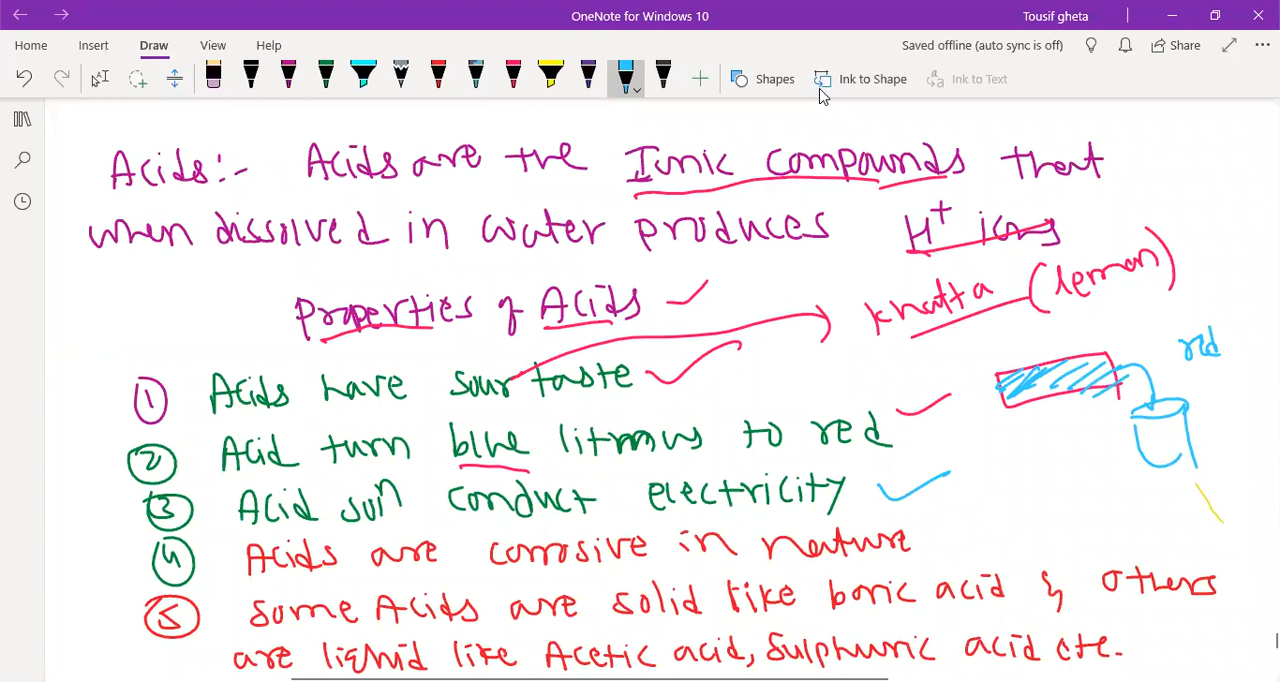 OneNote for Windows 10
Tousif gheta
Home Insert Draw View Help
Saved offline (auto sync is off)
Share
Shapes
Ink to Shape
Ink to Text
Acids:- Acids are the Ionic compounds that
when dissolved in water produces H+ ions
Properties of Acids
Khatta (lemon)
① Acids have sour taste
red
② Acid turn blue litmus to red
③ Acid sun conduct electricity
④ Acids are corrosive in nature
⑤ Some Acids are solid like boric acid & others
are liquid like Acetic acid, Sulphuric acid etc.